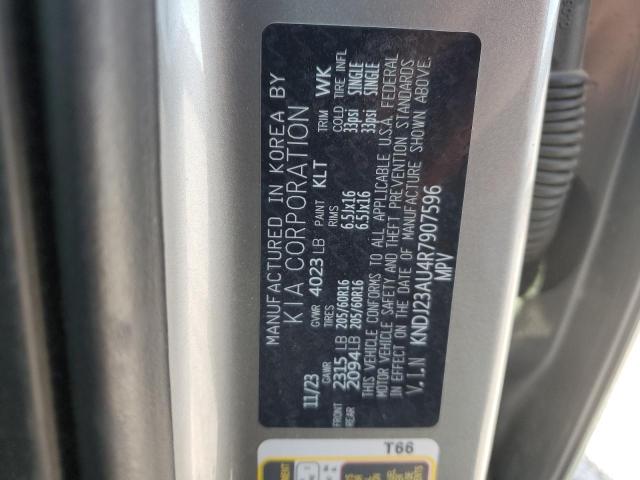 MANUFACTURED IN KOREA BY
KIA CORPORATION
11/23 GVWR 4023 LB PAINT KLT TRIM WK
GAWR TIRES RIMS COLD TIRE INFL
FRONT 2315 LB 205/60R16 6.5Jx16 33psi SINGLE
REAR 2094 LB 205/60R16 6.5Jx16 33psi SINGLE
THIS VEHICLE CONFORMS TO ALL APPLICABLE U.S.A. FEDERAL
MOTOR VEHICLE SAFETY AND THEFT PREVENTION STANDARDS
IN EFFECT ON THE DATE OF MANUFACTURE SHOWN ABOVE.
V.I.N KNDJ23AU4R7907596
MPV
T66